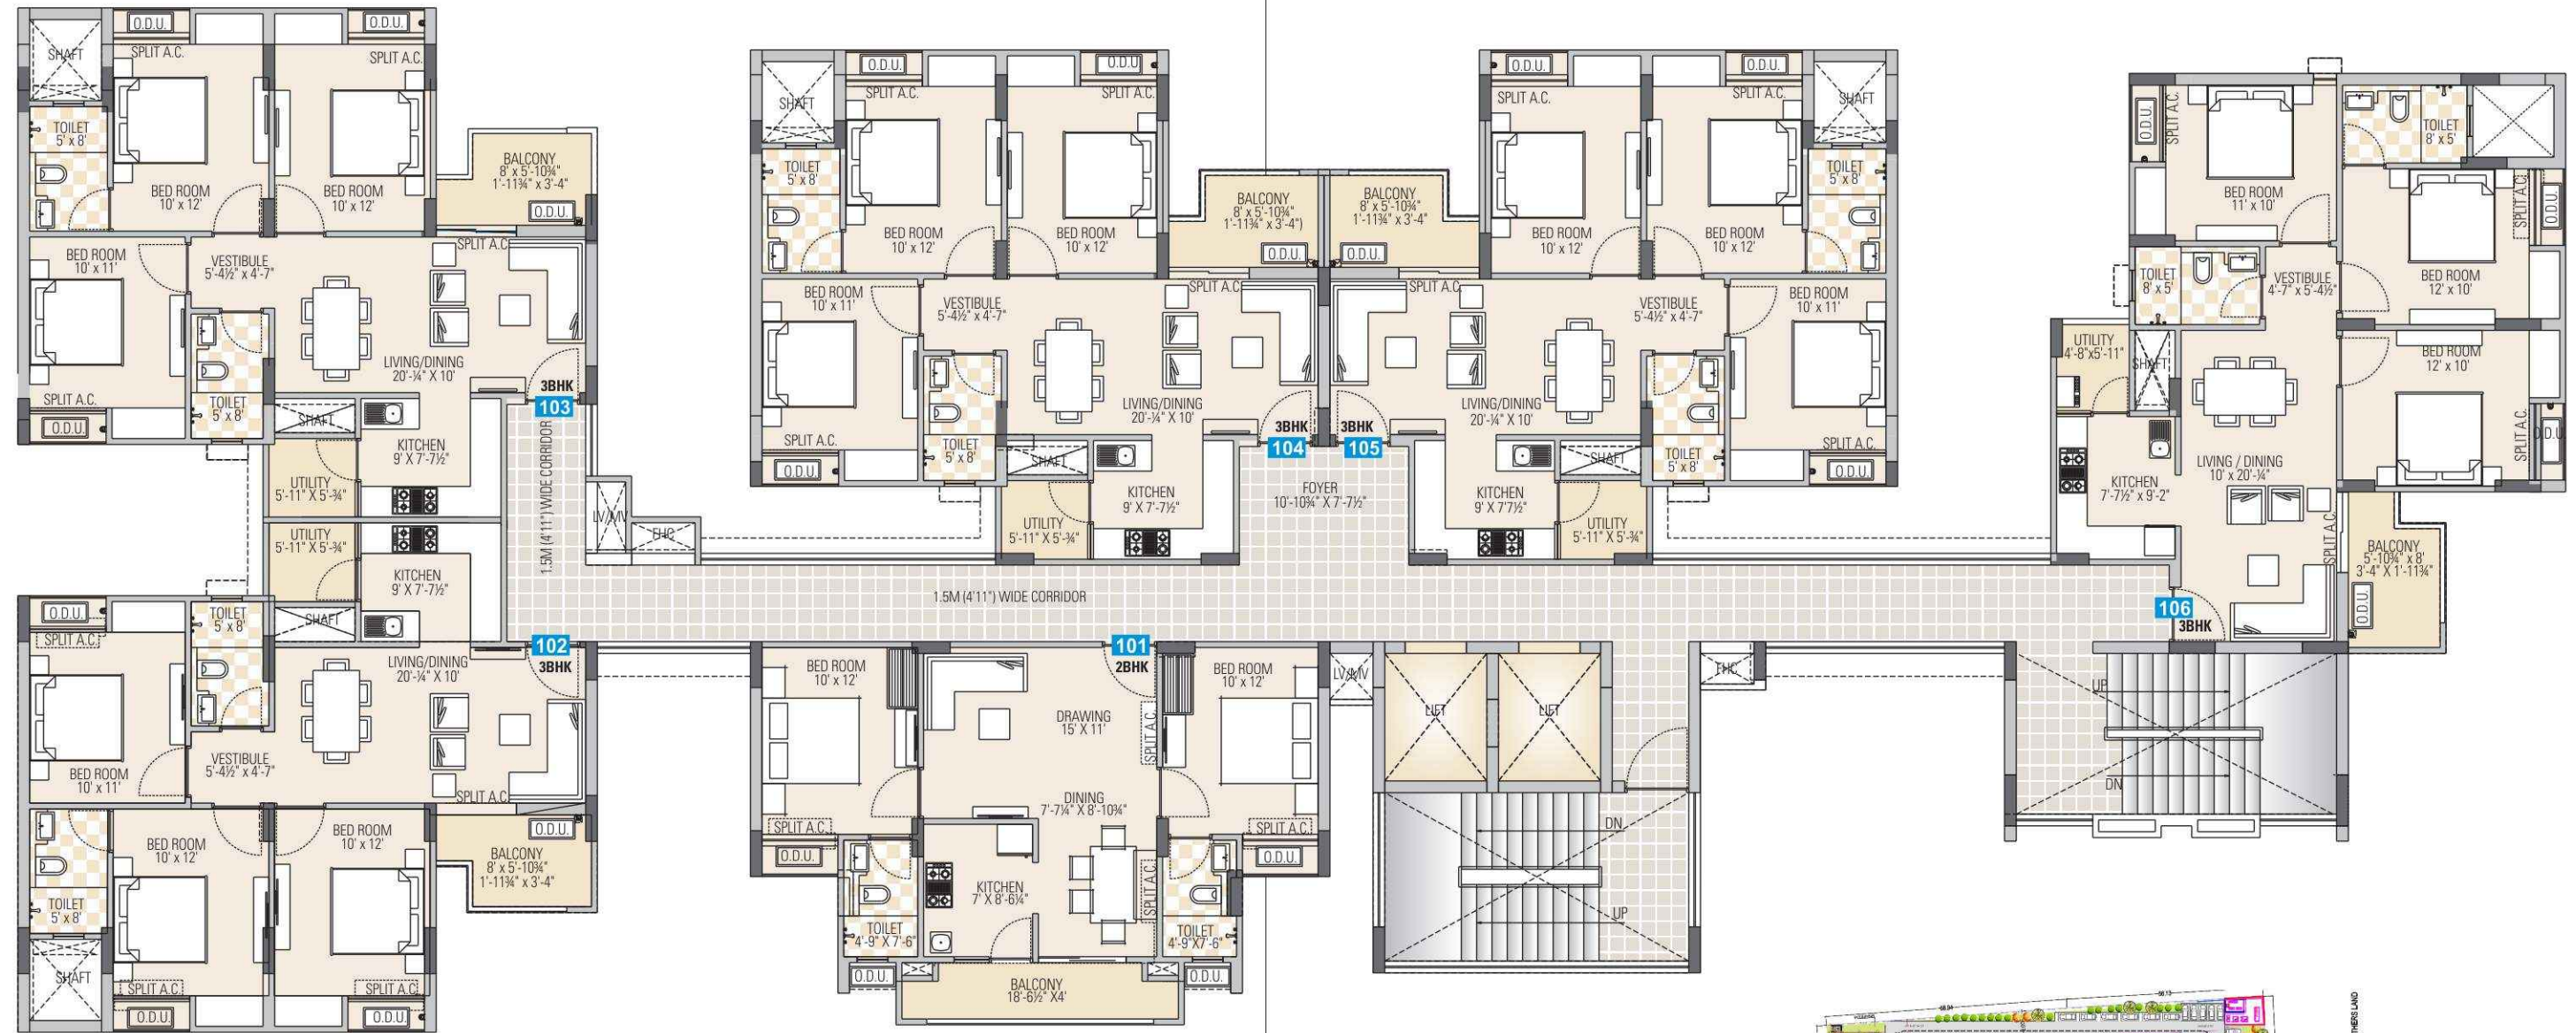 SHAFT
O.D.U.
SPLIT A.C.
O.D.U.
SPLIT A.C.
TOILET
5' x 8'
BED ROOM
10' x 12'
BED ROOM
10' x 12'
BALCONY
8' x 5'-10¾"
1'-11¾" x 3'-4"
O.D.U.
BED ROOM
10' x 11'
VESTIBULE
5'-4½" x 4'-7"
SPLIT A.C.
LIVING/DINING
20'-¼" X 10'
SPLIT A.C.
O.D.U.
TOILET
5' x 8'
SHAFT
KITCHEN
9' X 7'-7½"
UTILITY
5'-11" X 5'-¾"
3BHK
103
1.5M (4'11") WIDE CORRIDOR
LV/MV
FHC
UTILITY
5'-11" X 5'-¾"
KITCHEN
9' X 7'-7½"
O.D.U.
SPLIT A.C.
TOILET
5' x 8'
SHAFT
LIVING/DINING
20'-¼" X 10'
102
3BHK
BED ROOM
10' x 11'
VESTIBULE
5'-4½" x 4'-7"
SPLIT A.C.
O.D.U.
BALCONY
8' x 5'-10¾"
1'-11¾" x 3'-4"
BED ROOM
10' x 12'
BED ROOM
10' x 12'
TOILET
5' x 8'
SHAFT
SPLIT A.C.
SPLIT A.C.
O.D.U.
O.D.U.
SHAFT
O.D.U.
SPLIT A.C.
O.D.U.
SPLIT A.C.
TOILET
5' x 8'
BED ROOM
10' x 12'
BED ROOM
10' x 12'
BALCONY
8' x 5'-10¾"
1'-11¾" x 3'-4")
O.D.U.
BED ROOM
10' x 11'
VESTIBULE
5'-4½" x 4'-7"
SPLIT A.C.
LIVING/DINING
20'-¼" X 10'
SPLIT A.C.
O.D.U.
TOILET
5' x 8'
SHAFT
KITCHEN
9' X 7'-7½"
UTILITY
5'-11" X 5'-¾"
3BHK
104
3BHK
105
FOYER
10'-10¾" X 7'-7½"
BALCONY
8' x 5'-10¾"
1'-11¾" x 3'-4"
O.D.U.
O.D.U.
SPLIT A.C.
O.D.U.
SPLIT A.C.
SHAFT
TOILET
5' x 8'
BED ROOM
10' x 12'
BED ROOM
10' x 12'
SPLIT A.C.
VESTIBULE
5'-4½" x 4'-7"
BED ROOM
10' x 11'
LIVING/DINING
20'-¼" X 10'
SPLIT A.C.
O.D.U.
TOILET
5' x 8'
SHAFT
KITCHEN
9' X 7'7½"
UTILITY
5'-11" X 5'-¾"
1.5M (4'11") WIDE CORRIDOR
101
2BHK
BED ROOM
10' x 12'
DRAWING
15' X 11'
SPLIT A.C.
BED ROOM
10' x 12'
LV/MV
DINING
7'-7¼" X 8'-10¾"
SPLIT A.C.
SPLIT A.C.
O.D.U.
O.D.U.
KITCHEN
7' X 8'-6¼"
SPLIT A.C.
TOILET
4'-9" X 7'-6"
TOILET
4'-9"X7'-6"
O.D.U.
O.D.U.
BALCONY
18'-6½" X4'
LIFT
LIFT
FHC
DN
UP
O.D.U.
SPLIT A.C.
BED ROOM
11' x 10'
TOILET
8' x 5'
SPLIT A.C.
O.D.U.
TOILET
8' x 5'
VESTIBULE
4'-7" x 5'-4½"
BED ROOM
12' x 10'
UTILITY
4'-8"x5'-11"
SHAFT
BED ROOM
12' x 10'
SPLIT A.C.
O.D.U.
LIVING / DINING
10' x 20'-¼"
KITCHEN
7'-7½" x 9'-2"
SPLIT A.C.
BALCONY
5'-10¾" x 8'
3'-4" X 1'-11¾"
O.D.U.
106
3BHK
UP
DN
THERS LAND